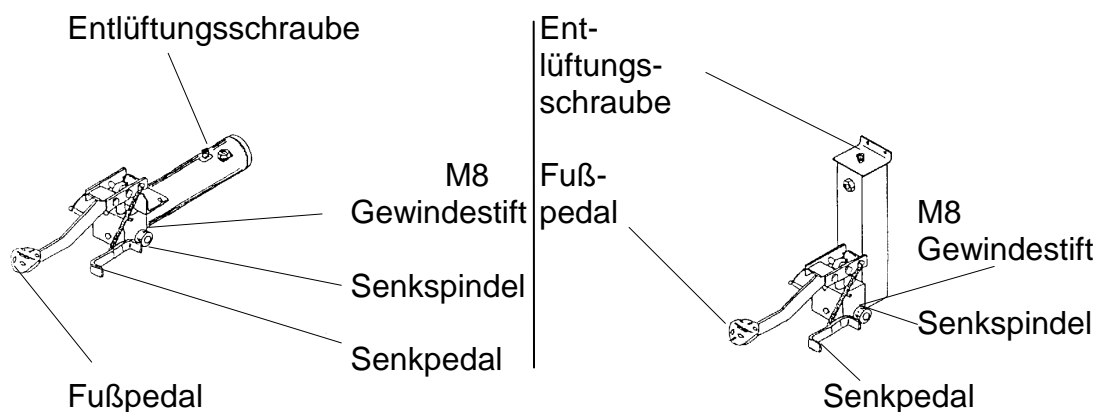 Entlüftungsschraube
M8
Gewindestift
Senkspindel
Senkpedal
Fußpedal
Ent-
lüftungs-
schraube
Fuß-
pedal
M8
Gewindestift
Senkspindel
Senkpedal